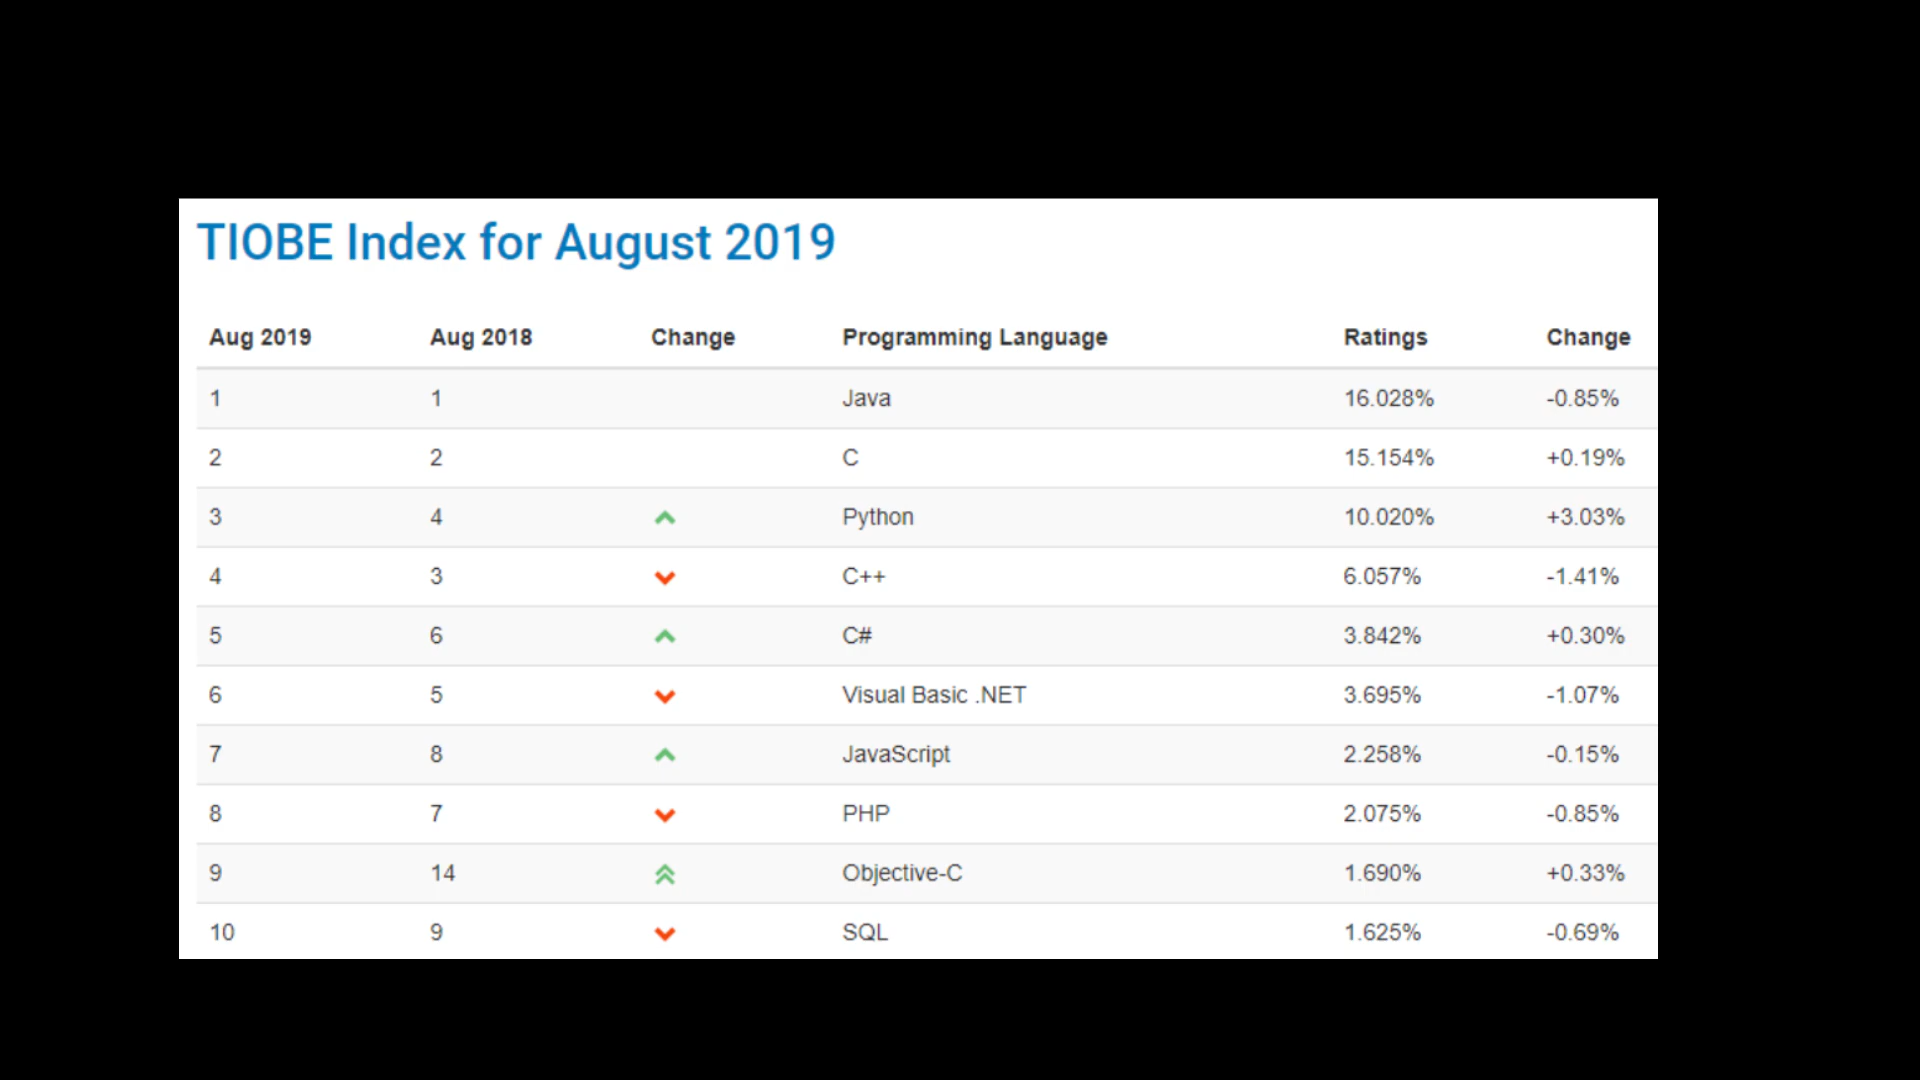 TIOBE Index for August 2019
Aug 2019 Aug 2018 Change Programming Language Ratings Change
1 1 Java 16.028% -0.85%
2 2 C 15.154% +0.19%
3 4 Python 10.020% +3.03%
4 3 C++ 6.057% -1.41%
5 6 C# 3.842% +0.30%
6 5 Visual Basic .NET 3.695% -1.07%
7 8 JavaScript 2.258% -0.15%
8 7 PHP 2.075% -0.85%
9 14 Objective-C 1.690% +0.33%
10 9 SQL 1.625% -0.69%